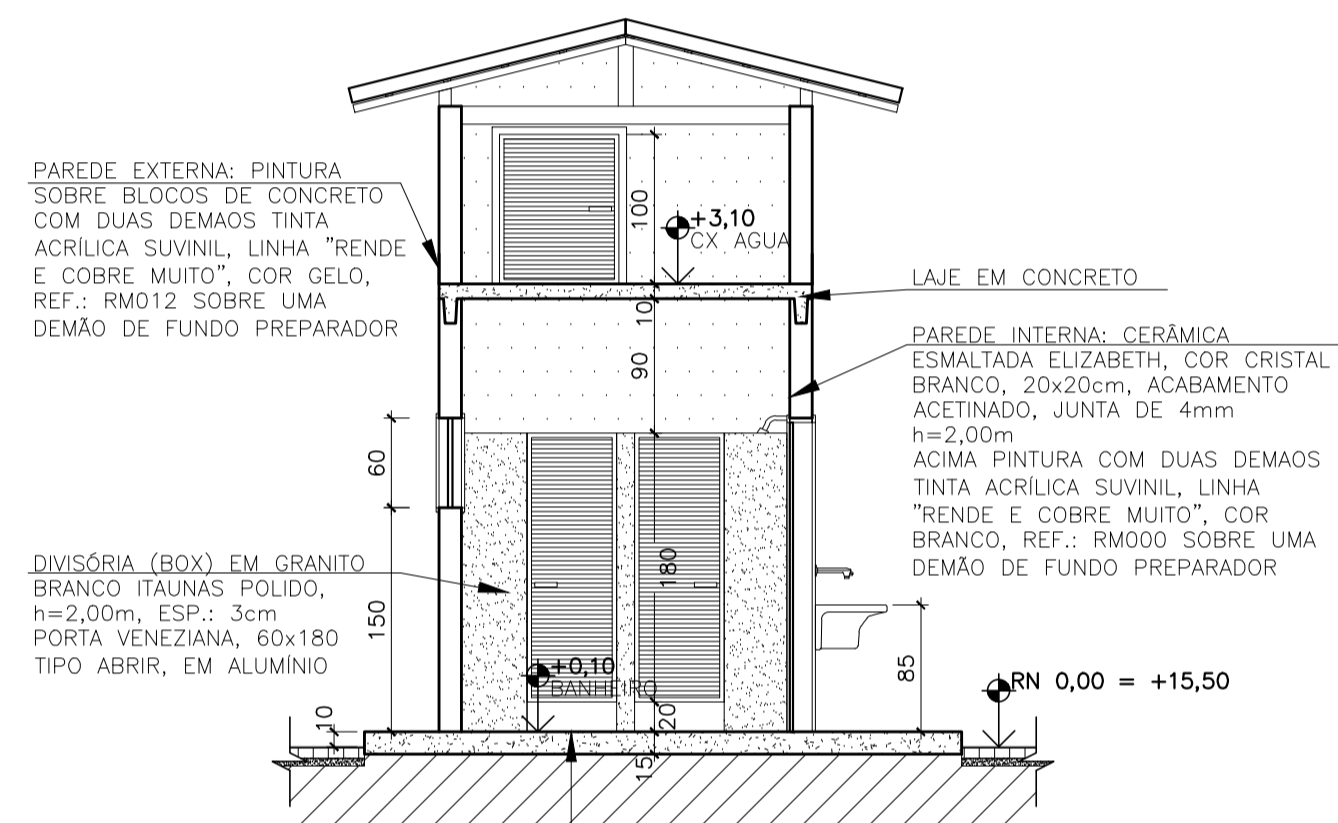 PAREDE EXTERNA: PINTURA
SOBRE BLOCOS DE CONCRETO
COM DUAS DEMAOS TINTA
ACRÍLICA SUVINIL, LINHA "RENDE
E COBRE MUITO", COR GELO,
REF.: RM012 SOBRE UMA
DEMÃO DE FUNDO PREPARADOR
100
+3,10
CX AGUA
LAJE EM CONCRETO
10
90
PAREDE INTERNA: CERÂMICA
ESMALTADA ELIZABETH, COR CRISTAL
BRANCO, 20x20cm, ACABAMENTO
ACETINADO, JUNTA DE 4mm
h=2,00m
ACIMA PINTURA COM DUAS DEMAOS
TINTA ACRÍLICA SUVINIL, LINHA
"RENDE E COBRE MUITO", COR
BRANCO, REF.: RM000 SOBRE UMA
DEMÃO DE FUNDO PREPARADOR
60
DIVISÓRIA (BOX) EM GRANITO
BRANCO ITAUNAS POLIDO,
h=2,00m, ESP.: 3cm
PORTA VENEZIANA, 60x180
TIPO ABRIR, EM ALUMÍNIO
150
180
+0,10
BANHEIRO
85
RN 0,00 = +15,50
10
20
15